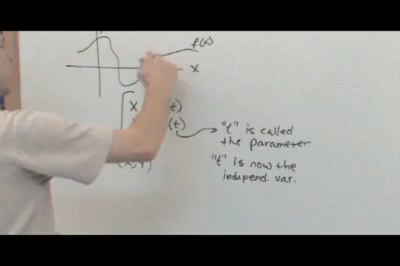 f(x)
x
x (t)
(t)
"t" is called
the parameter
"t" is now the
independ. var.
(x, y)